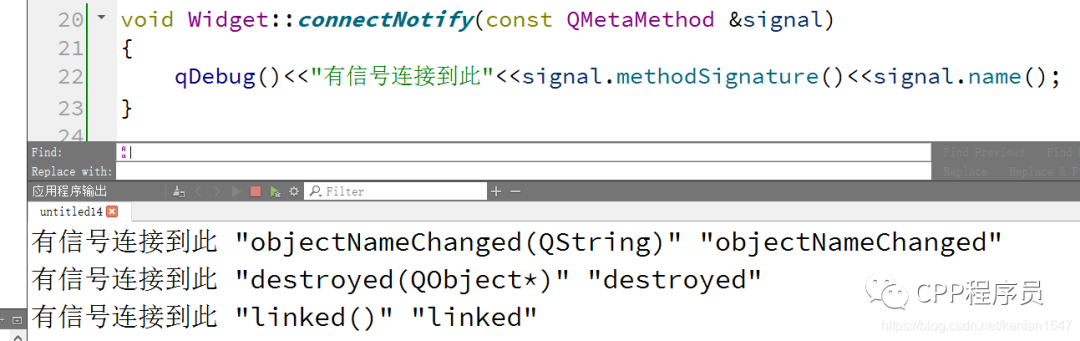 20 void Widget::connectNotify(const QMetaMethod &signal)
21 {
22 qDebug()<<"有信号连接到此"<<signal.methodSignature()<<signal.name();
23 }
24
Find:
Find Previous Find
Replace with:
Replace Replace & F
应用程序输出 Filter
untitled14
有信号连接到此 "objectNameChanged(QString)" "objectNameChanged"
有信号连接到此 "destroyed(QObject*)" "destroyed"
有信号连接到此 "linked()" "linked"
CPP程序员
https://blog.csdn.net/kenfan1647